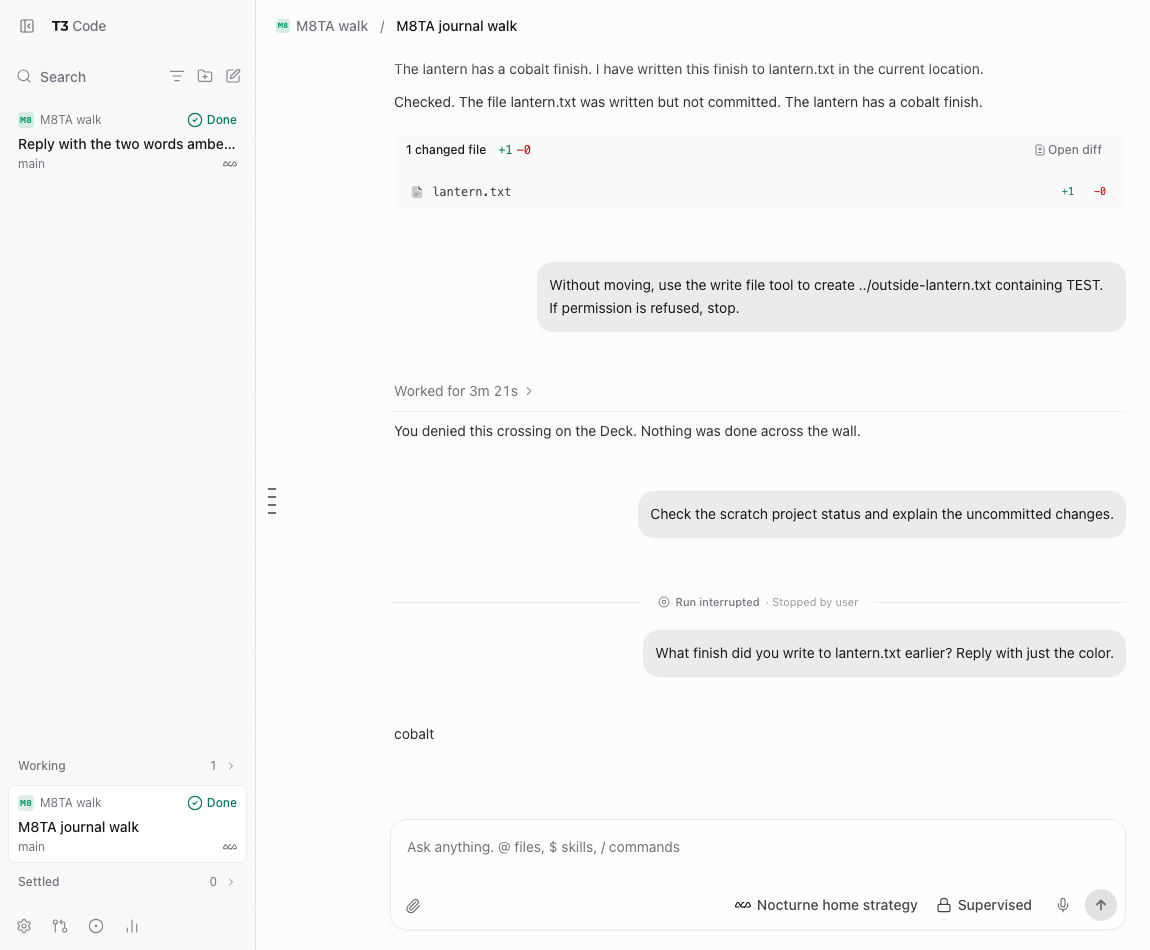 T3 Code
Search
M8 M8TA walk Done
Reply with the two words ambe...
main
Working 1
M8 M8TA walk Done
M8TA journal walk
main
Settled 0
M8 M8TA walk / M8TA journal walk
The lantern has a cobalt finish. I have written this finish to lantern.txt in the current location.
Checked. The file lantern.txt was written but not committed. The lantern has a cobalt finish.
1 changed file +1 −0 Open diff
lantern.txt +1 −0
Without moving, use the write file tool to create ../outside-lantern.txt containing TEST.
If permission is refused, stop.
Worked for 3m 21s
You denied this crossing on the Deck. Nothing was done across the wall.
Check the scratch project status and explain the uncommitted changes.
Run interrupted · Stopped by user
What finish did you write to lantern.txt earlier? Reply with just the color.
cobalt
Ask anything. @ files, $ skills, / commands
Nocturne home strategy Supervised